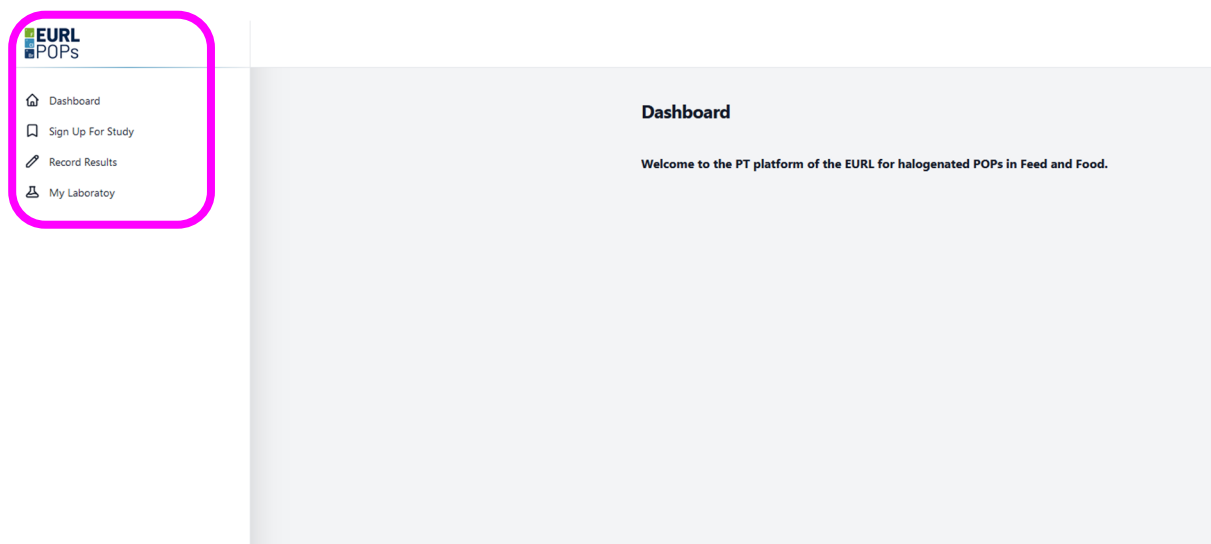 EURL
POPs
Dashboard
Sign Up For Study
Record Results
My Laboratoy
Dashboard
Welcome to the PT platform of the EURL for halogenated POPs in Feed and Food.